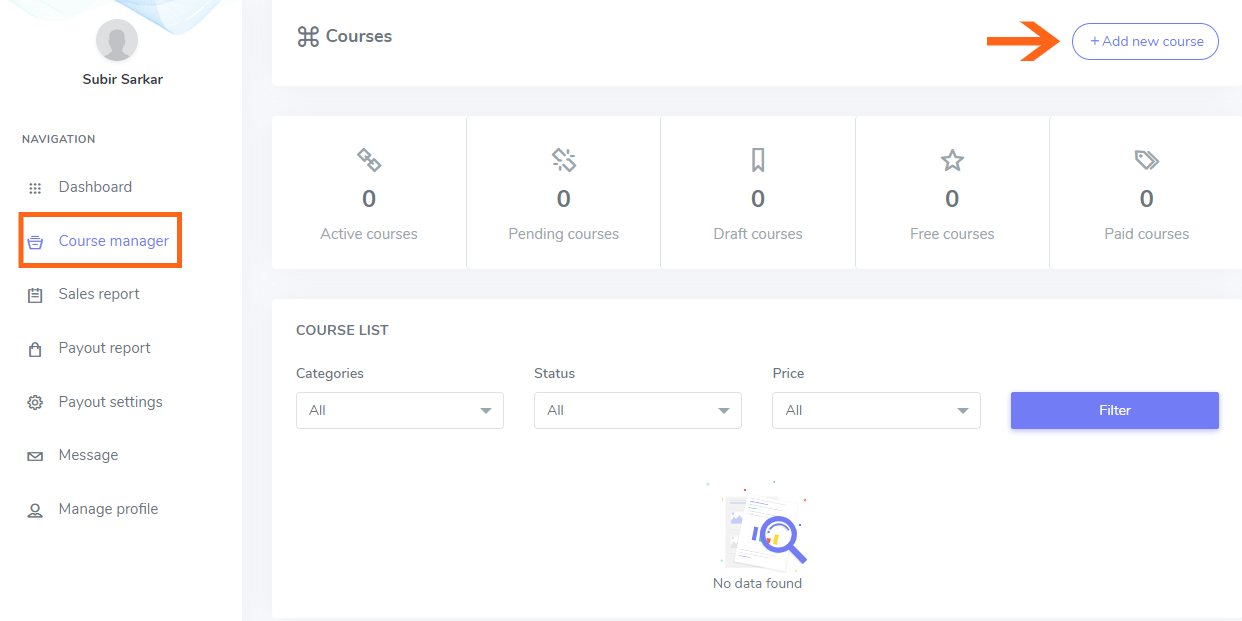 Subir Sarkar
NAVIGATION
Dashboard
Course manager
Sales report
Payout report
Payout settings
Message
Manage profile
Courses
+ Add new course
0
Active courses
0
Pending courses
0
Draft courses
0
Free courses
0
Paid courses
COURSE LIST
Categories
All
Status
All
Price
All
Filter
No data found